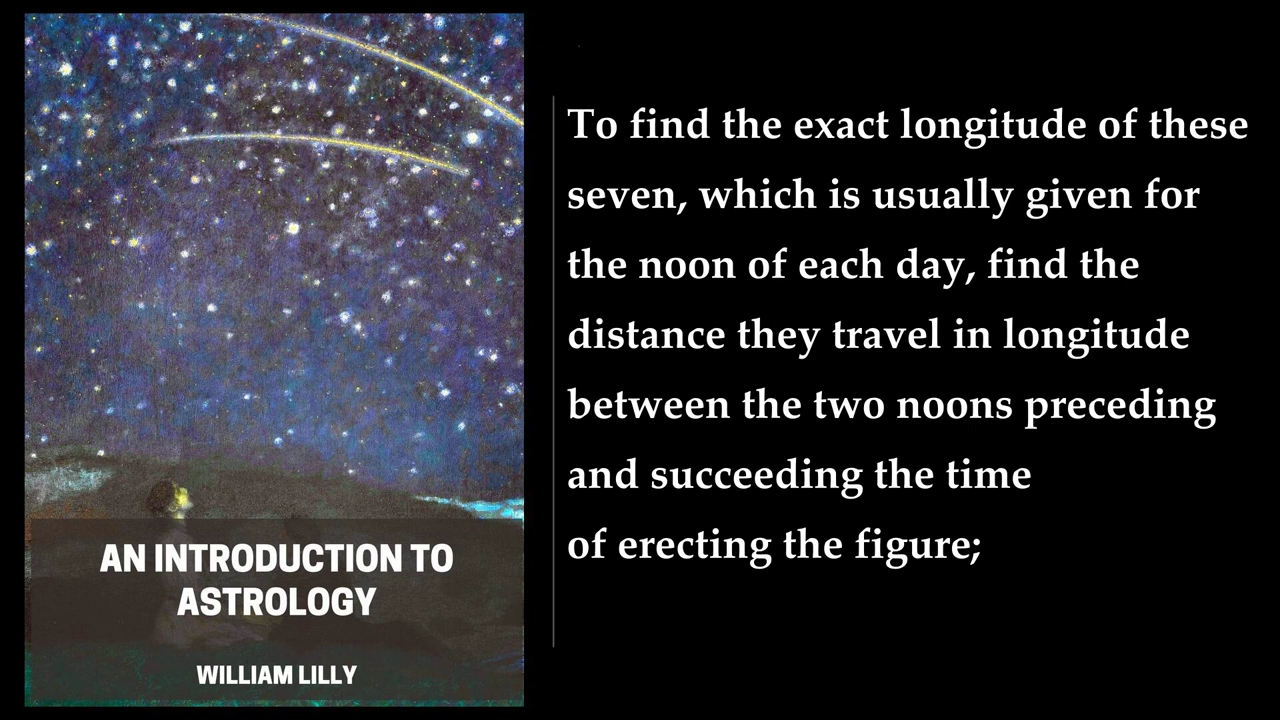 AN INTRODUCTION TO
ASTROLOGY
WILLIAM LILLY
To find the exact longitude of these
seven, which is usually given for
the noon of each day, find the
distance they travel in longitude
between the two noons preceding
and succeeding the time
of erecting the figure;